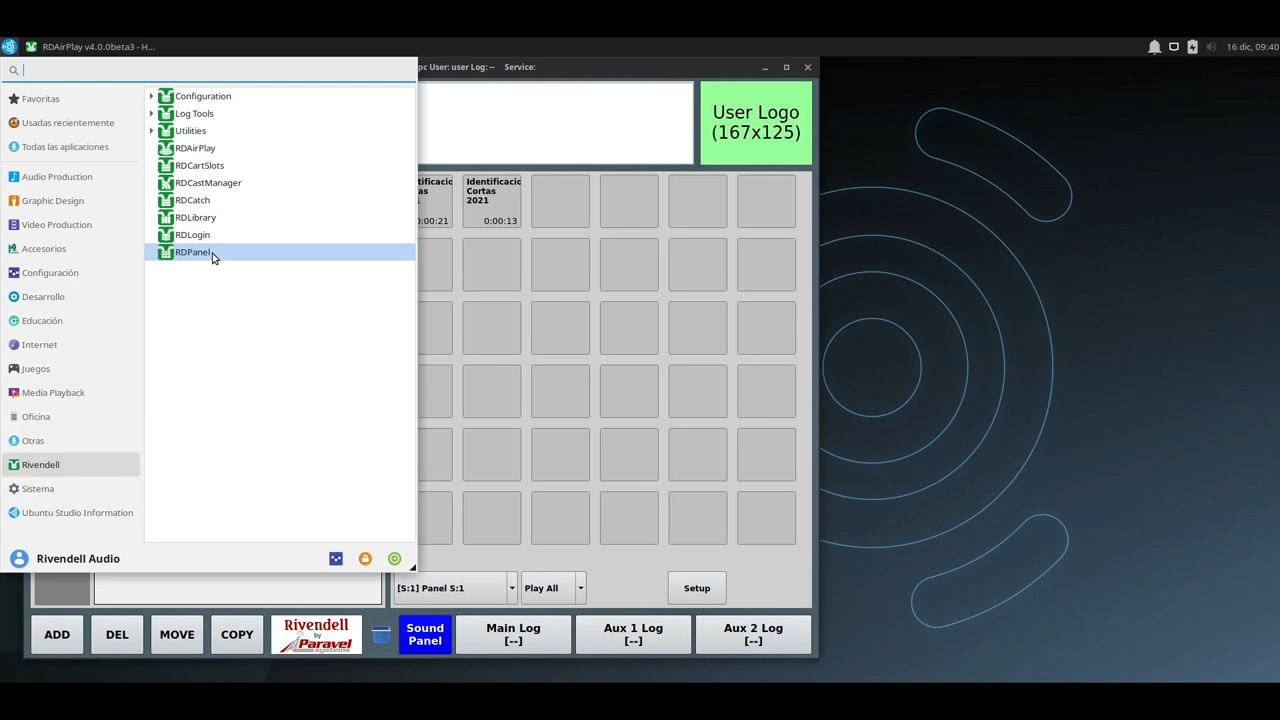 RDAirPlay v4.0.0beta3 - H...
16 dic, 09:40
pc User: user Log: -- Service:
Favoritas
Usadas recientemente
Todas las aplicaciones
Audio Production
Graphic Design
Video Production
Accesorios
Configuración
Desarrollo
Educación
Internet
Juegos
Media Playback
Oficina
Otras
Rivendell
Sistema
Ubuntu Studio Information
Configuration
Log Tools
Utilities
RDAirPlay
RDCartSlots
RDCastManager
RDCatch
RDLibrary
RDLogin
RDPanel
Rivendell Audio
User Logo
(167x125)
tificacic
as
0:00:21
Identificacic
Cortas
2021
0:00:13
[S:1] Panel S:1
Play All
Setup
ADD
DEL
MOVE
COPY
Rivendell
by
Paravel
systems
Sound
Panel
Main Log
[--]
Aux 1 Log
[--]
Aux 2 Log
[--]